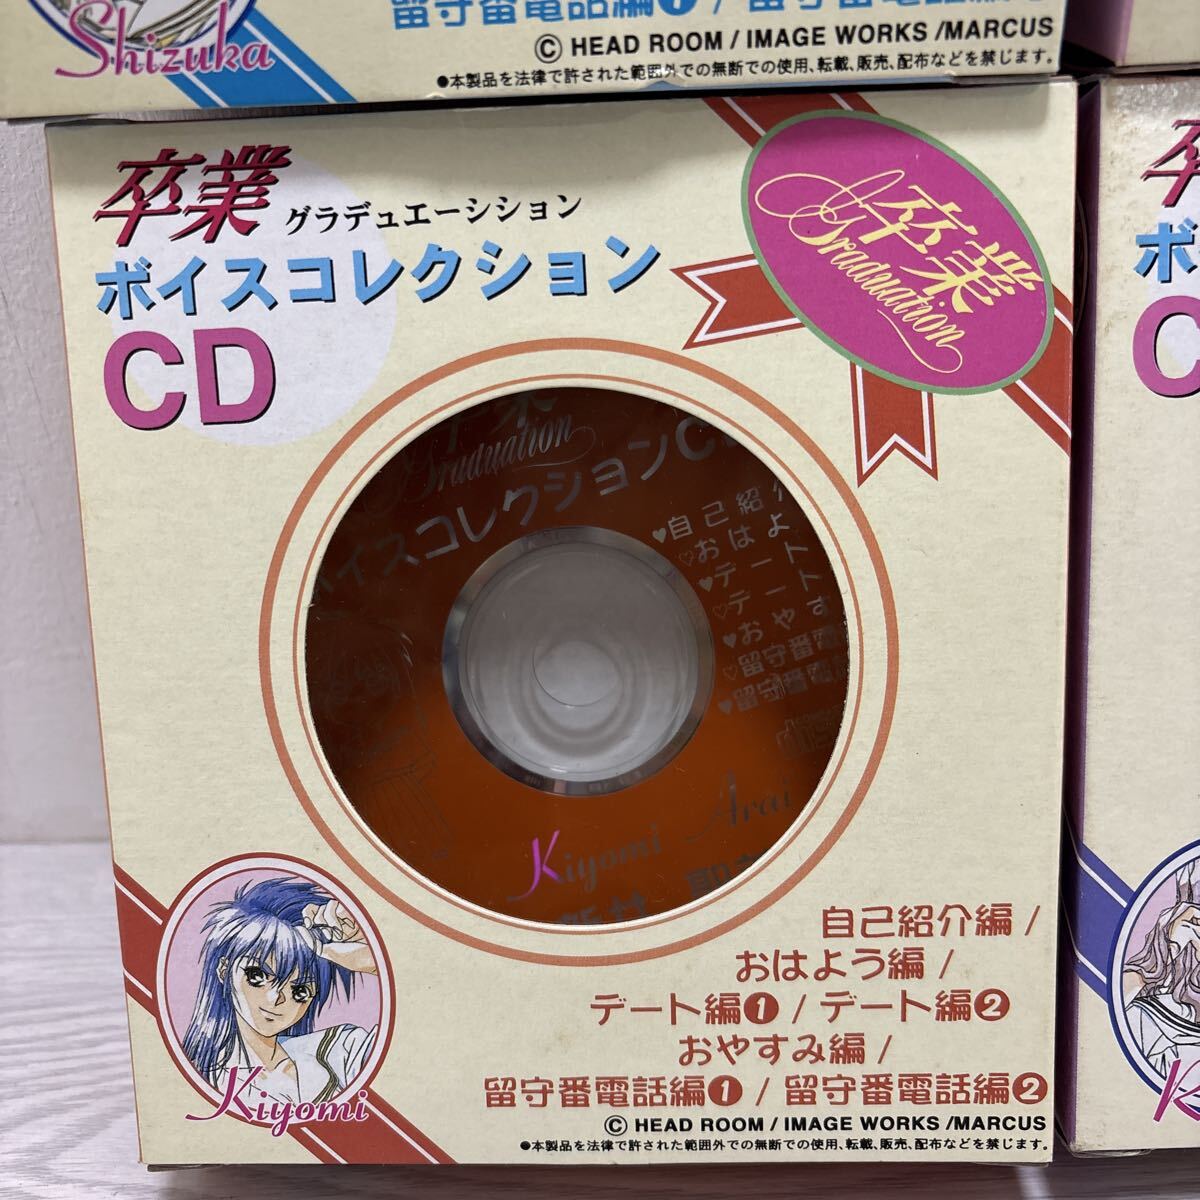 Shizuka
留守番電話編❶ / 留守番電話編
© HEAD ROOM / IMAGE WORKS /MARCUS
●本製品を法律で許された範囲外での無断での使用、転載、販売、配布などを禁じます。
卒業
グラデュエーション
ボイスコレクション
CD
卒業
Graduation
Graduation
イスコレクションC
♥自己紹介
♡おはよ
♥デート
♡デート
♥おやす
♡留守番電
♥留守番電
Kiyomi Arai
自己紹介編 /
おはよう編 /
デート編❶ / デート編❷
おやすみ編 /
留守番電話編❶ / 留守番電話編❷
Kiyomi
© HEAD ROOM / IMAGE WORKS /MARCUS
●本製品を法律で許された範囲外での無断での使用、転載、販売、配布などを禁じます。
ボ
C
K